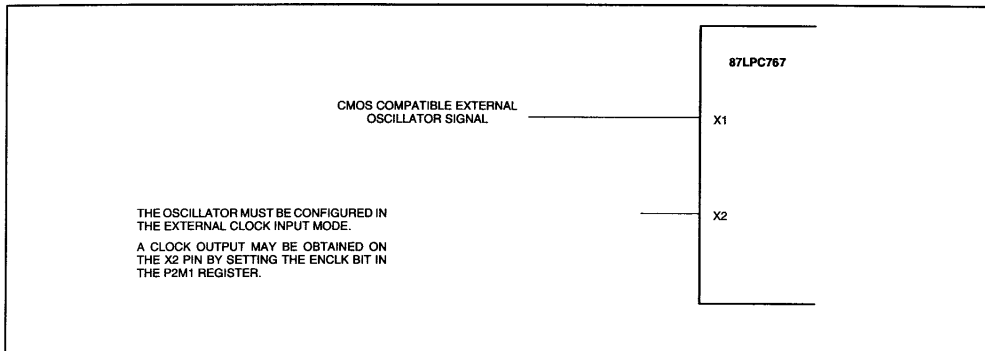 87LPC767
CMOS COMPATIBLE EXTERNAL
OSCILLATOR SIGNAL
X1
X2
THE OSCILLATOR MUST BE CONFIGURED IN
THE EXTERNAL CLOCK INPUT MODE.
A CLOCK OUTPUT MAY BE OBTAINED ON
THE X2 PIN BY SETTING THE ENCLK BIT IN
THE P2M1 REGISTER.